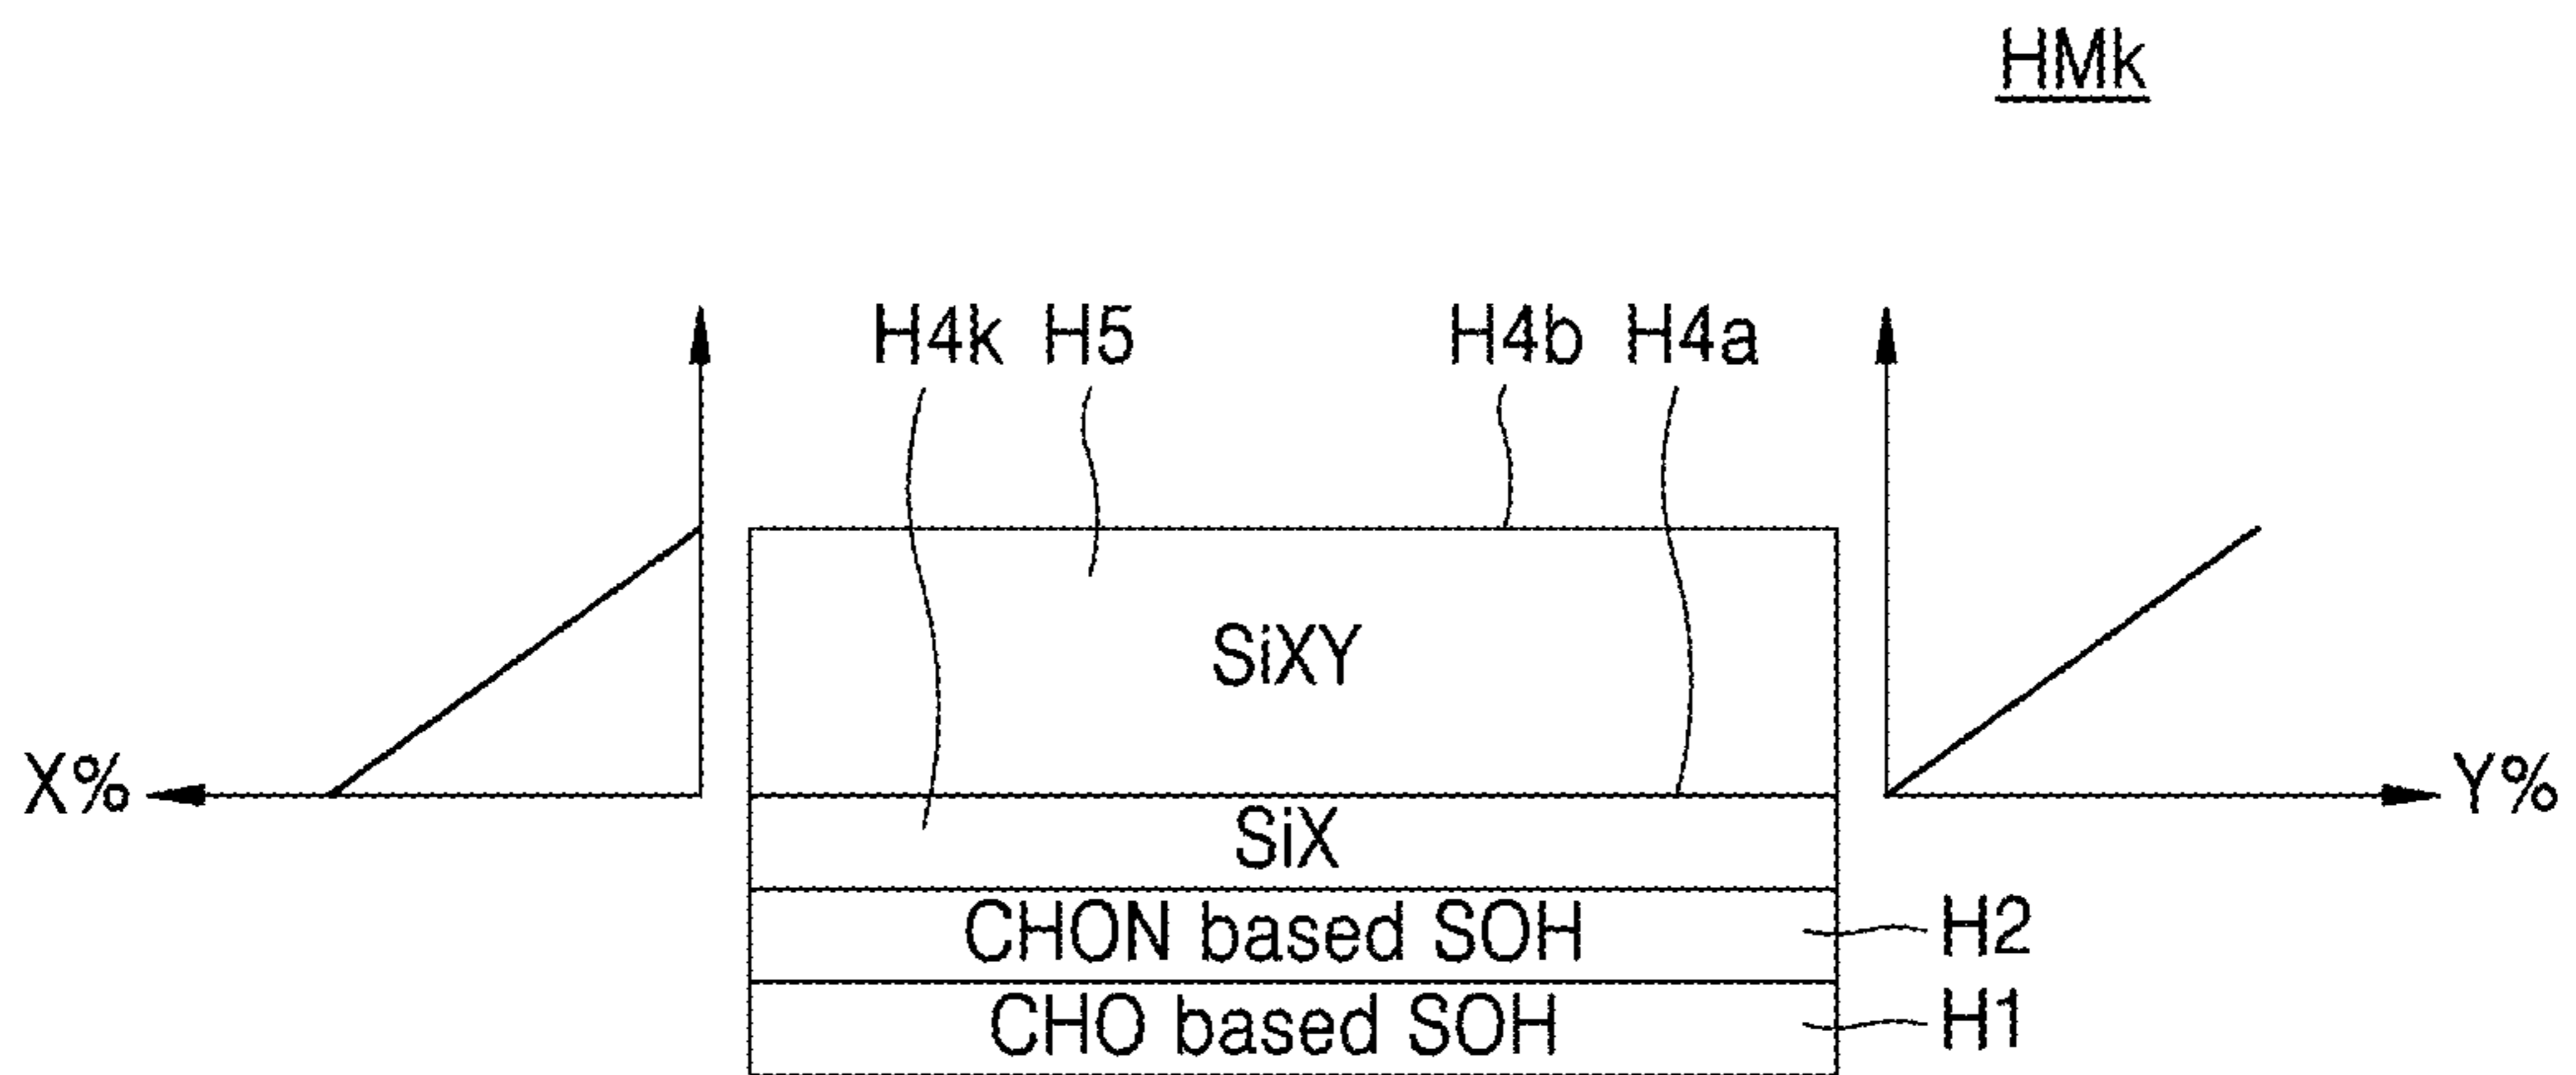 HMk
H4k H5 H4b H4a
SiXY
X% Y%
SiX
CHON based SOH H2
CHO based SOH H1